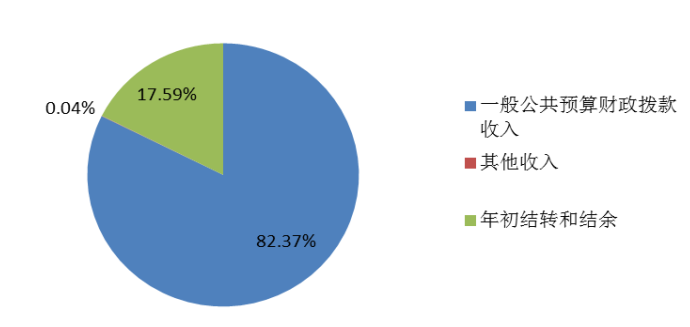 17.59%
0.04%
82.37%
一般公共预算财政拨款
收入
其他收入
年初结转和结余